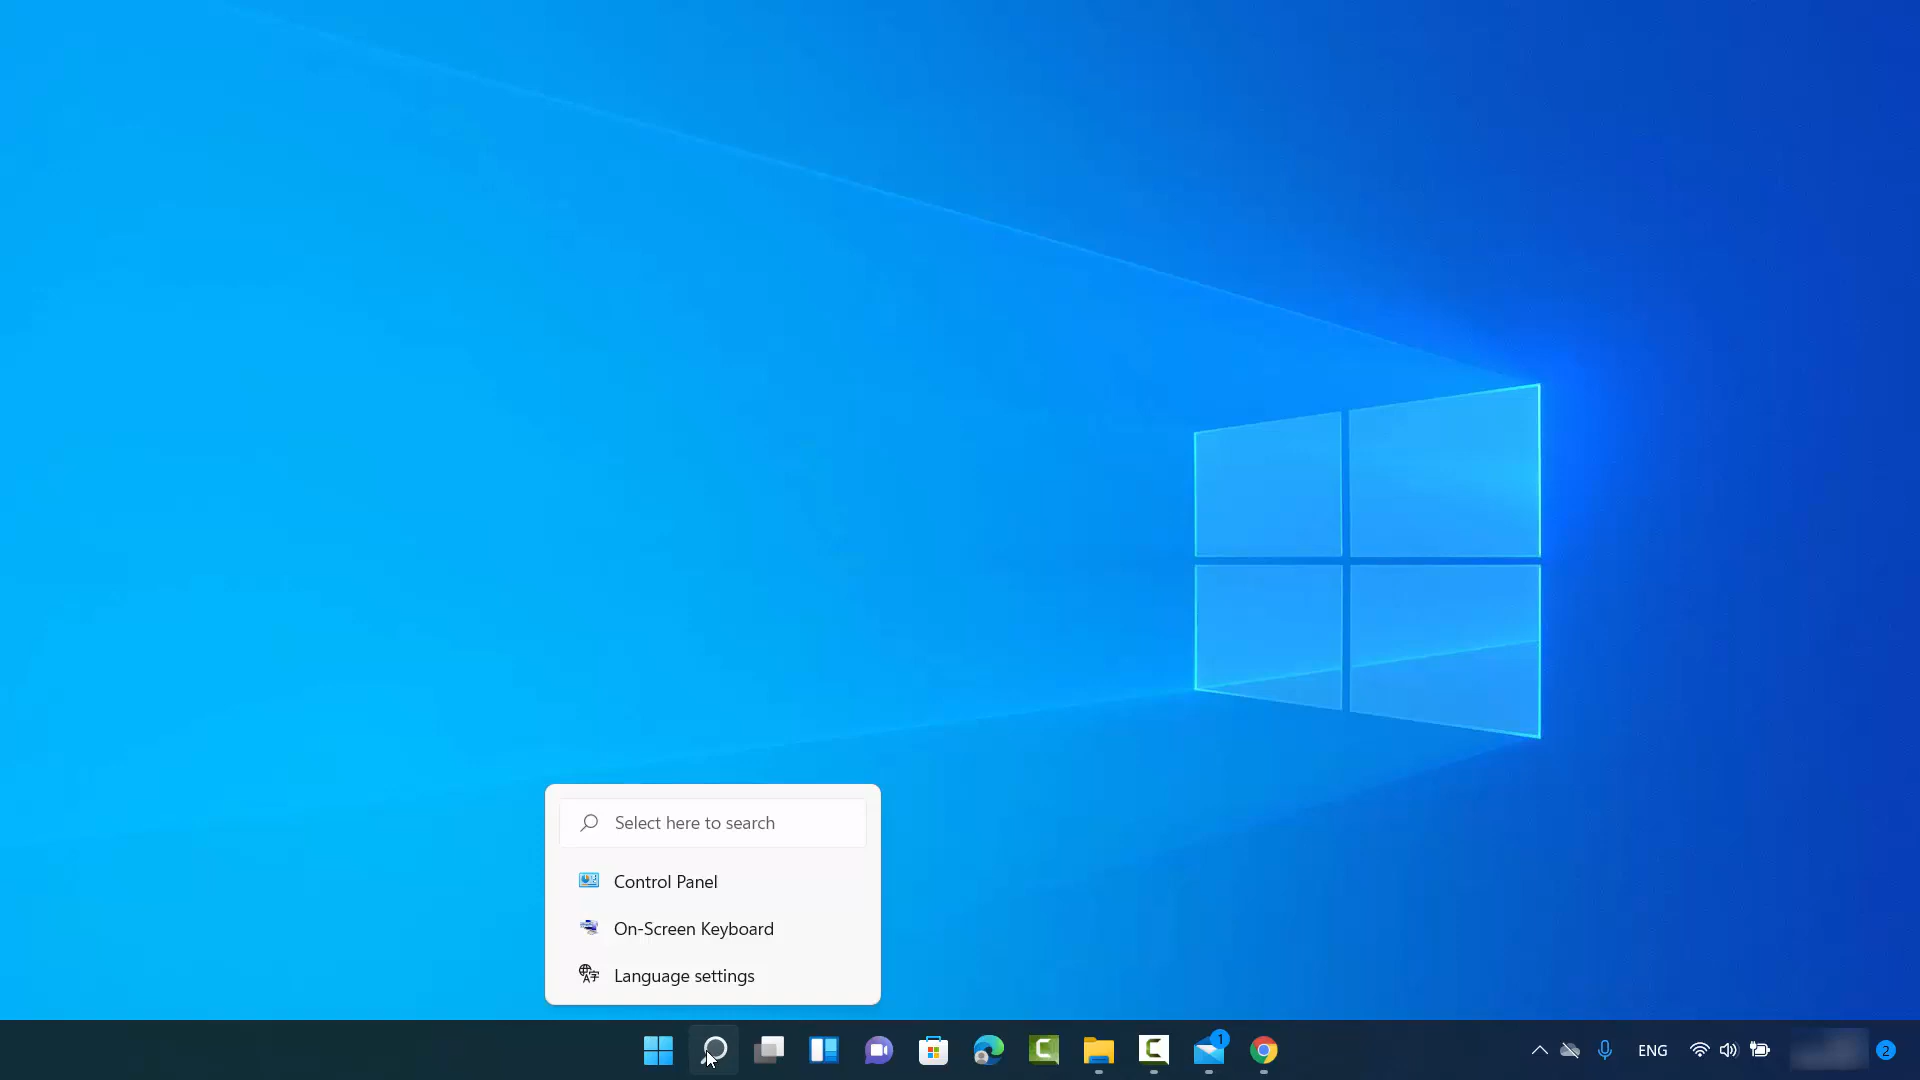 Select here to search
Control Panel
On-Screen Keyboard
Language settings
1
ENG
2